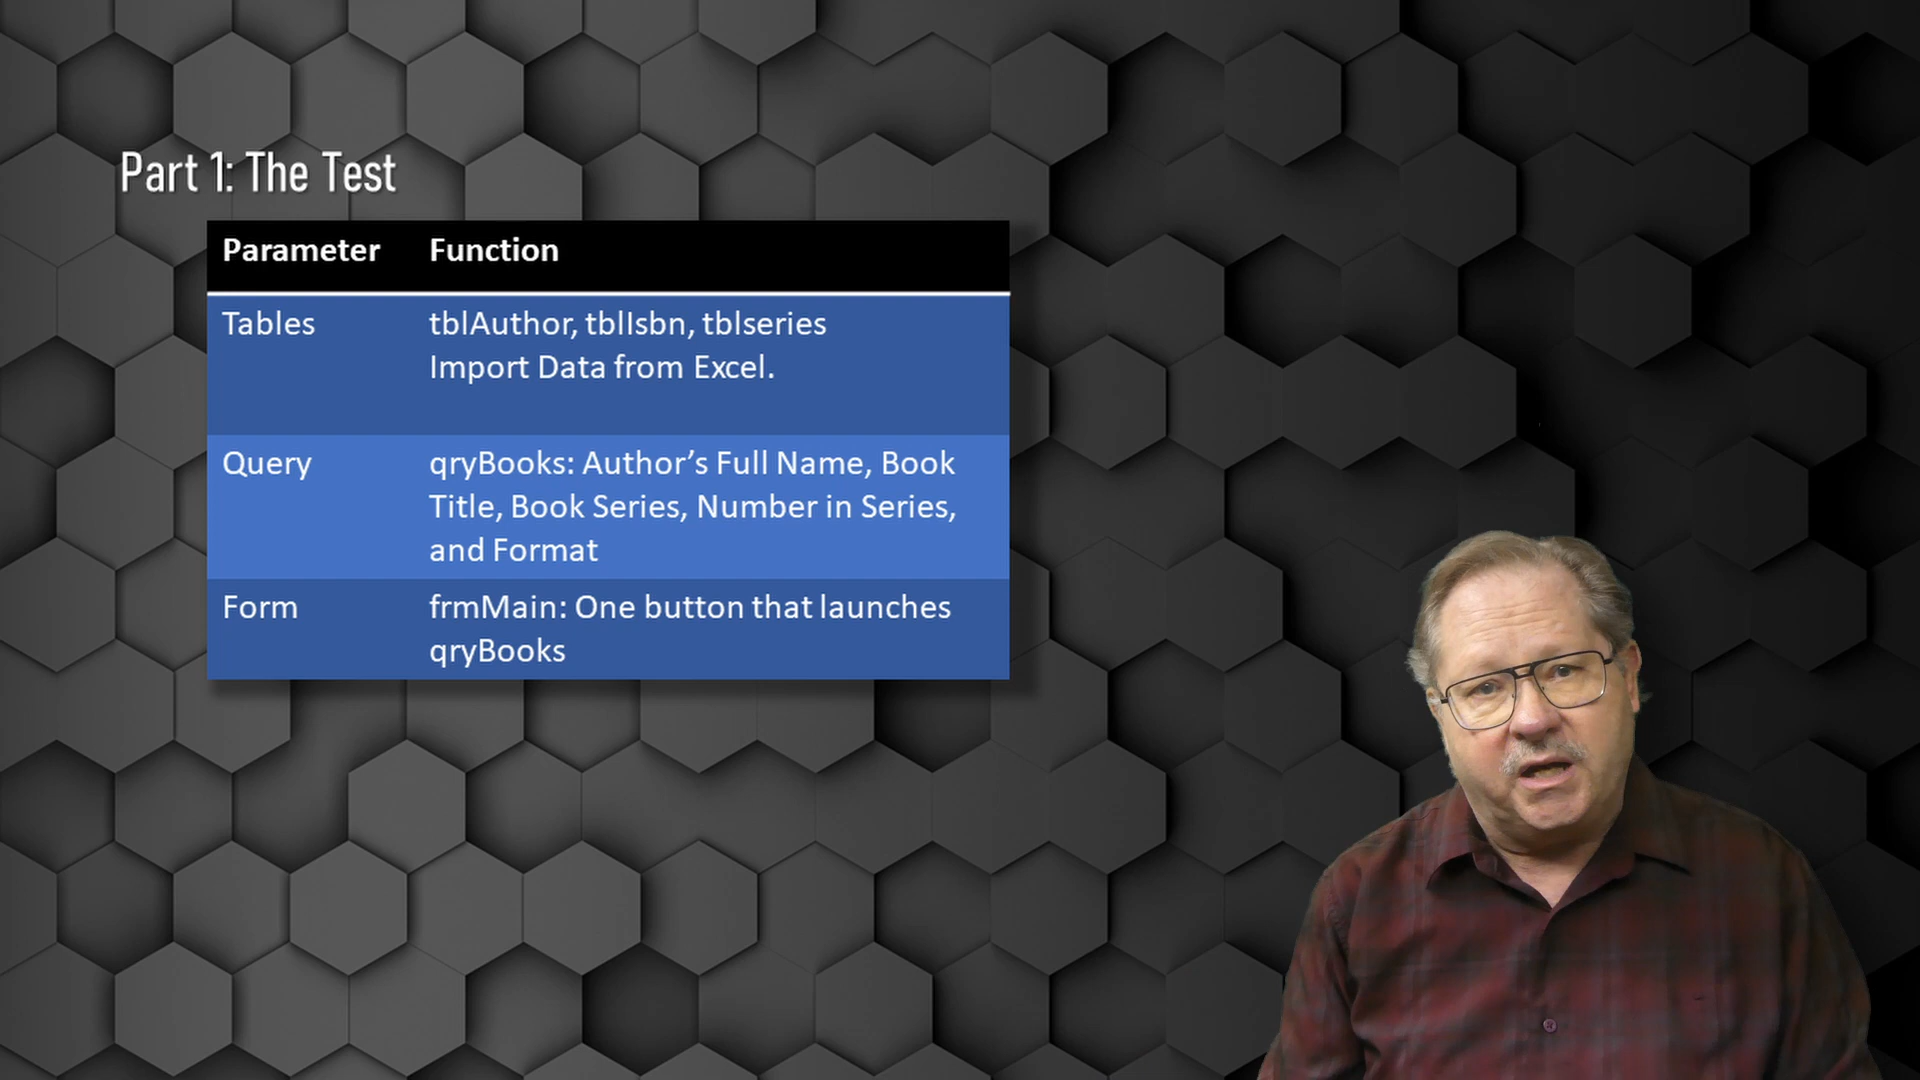 Part 1: The Test
Parameter Function
Tables tblAuthor, tblIsbn, tblseries
Import Data from Excel.
Query qryBooks: Author’s Full Name, Book
Title, Book Series, Number in Series,
and Format
Form frmMain: One button that launches
qryBooks